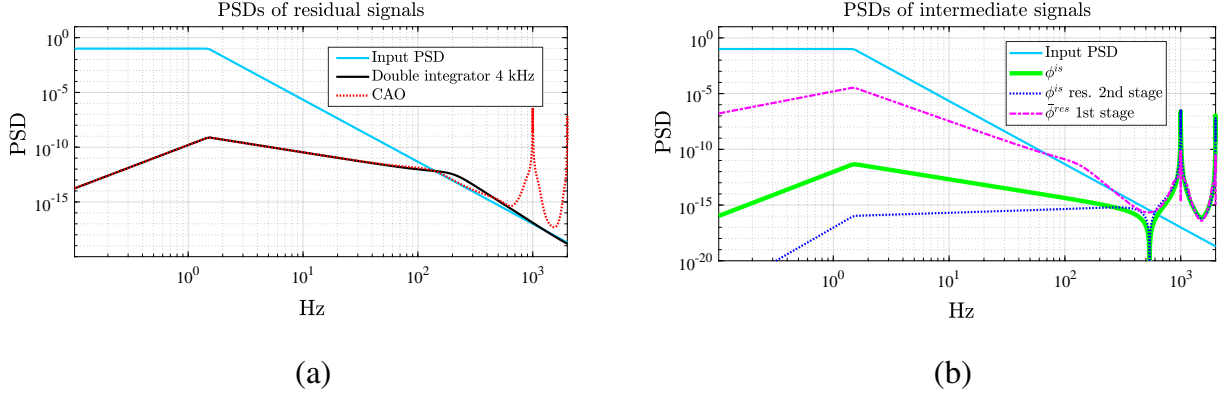 PSDs of residual signals
10^0
10^-5
10^-10
10^-15
PSD
Input PSD
Double integrator 4 kHz
CAO
10^0
10^1
10^2
10^3
Hz
(a)
PSDs of intermediate signals
10^0
10^-5
10^-10
10^-15
10^-20
PSD
Input PSD
ϕ^is
ϕ^is res. 2nd stage
ϕ̄^res 1st stage
10^0
10^1
10^2
10^3
Hz
(b)